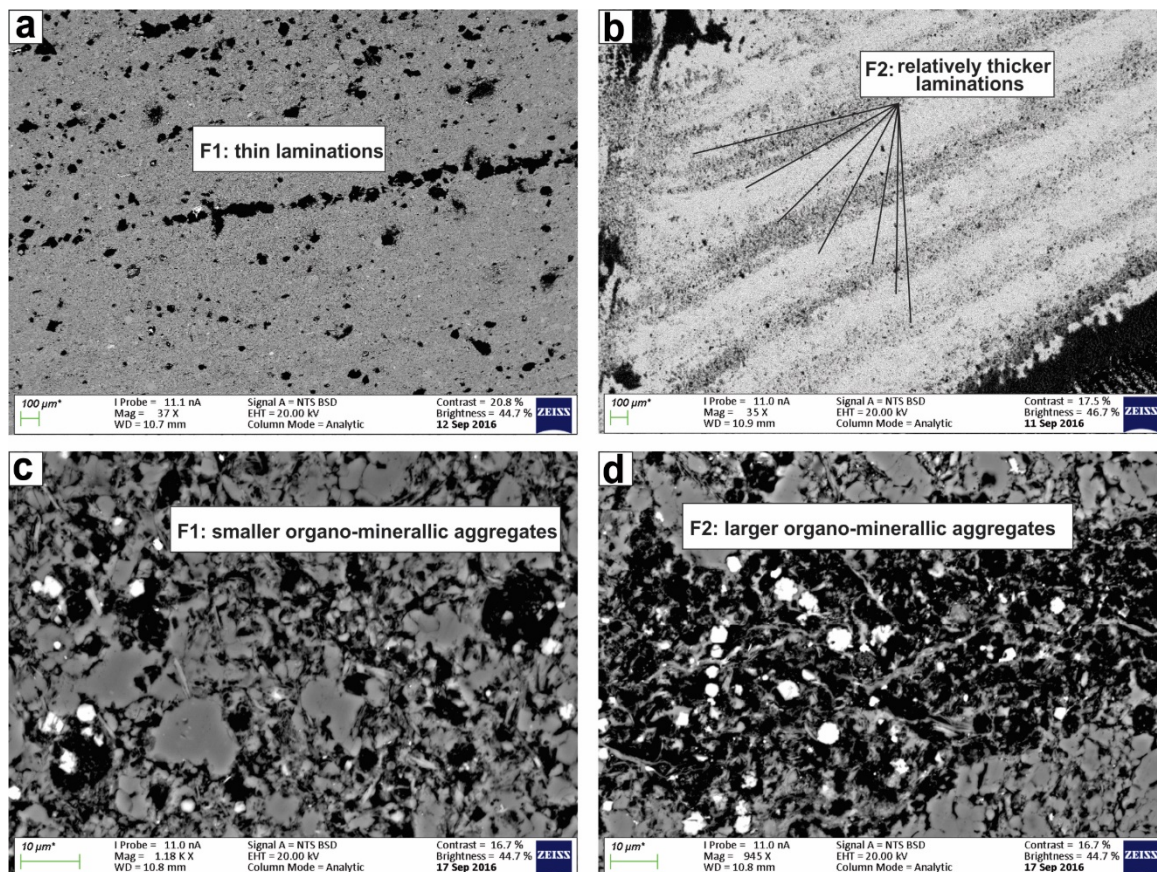 a
F1: thin laminations
100 µm*
I Probe = 11.1 nA
Mag = 37 X
WD = 10.7 mm
Signal A = NTS BSD
EHT = 20.00 kV
Column Mode = Analytic
Contrast = 20.8 %
Brightness = 44.7 %
12 Sep 2016
ZEISS
b
F2: relatively thicker
laminations
100 µm*
I Probe = 11.0 nA
Mag = 35 X
WD = 10.9 mm
Signal A = NTS BSD
EHT = 20.00 kV
Column Mode = Analytic
Contrast = 17.5 %
Brightness = 46.7 %
11 Sep 2016
ZEISS
c
F1: smaller organo-minerallic aggregates
10 µm*
I Probe = 11.0 nA
Mag = 1.18 K X
WD = 10.8 mm
Signal A = NTS BSD
EHT = 20.00 kV
Column Mode = Analytic
Contrast = 16.7 %
Brightness = 44.7 %
17 Sep 2016
ZEISS
d
F2: larger organo-minerallic aggregates
10 µm*
I Probe = 11.0 nA
Mag = 945 X
WD = 10.8 mm
Signal A = NTS BSD
EHT = 20.00 kV
Column Mode = Analytic
Contrast = 16.7 %
Brightness = 44.7 %
17 Sep 2016
ZEISS